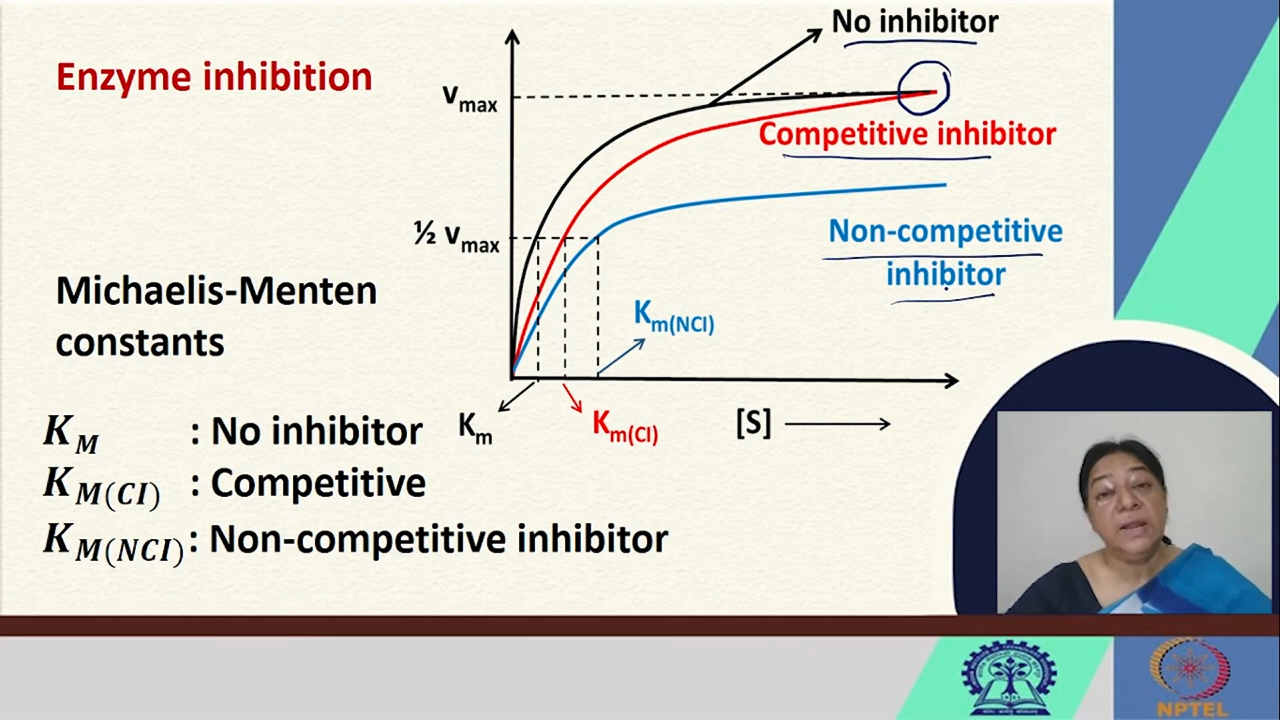 Enzyme inhibition
No inhibitor
vmax
Competitive inhibitor
½ vmax
Non-competitive
inhibitor
Michaelis-Menten
constants
Km(NCI)
Km
Km(CI)
[S]
KM : No inhibitor
KM(CI) : Competitive
KM(NCI): Non-competitive inhibitor
NPTEL